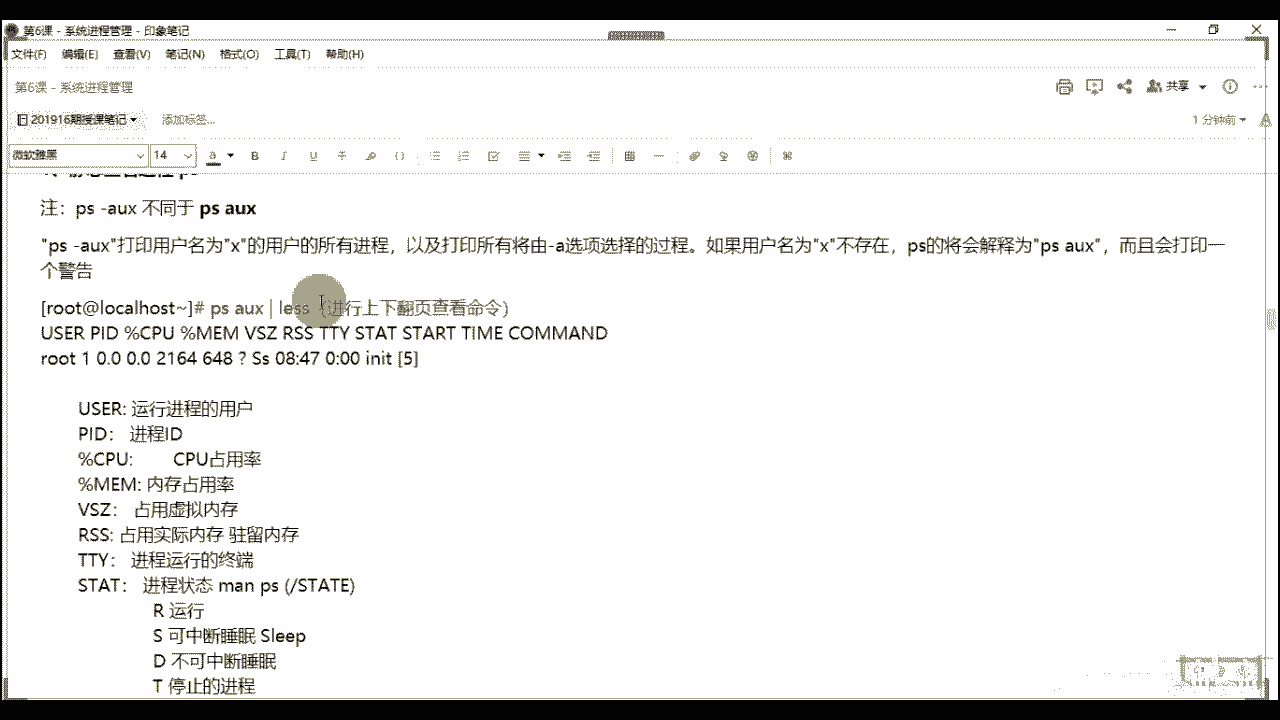 第6课 - 系统进程管理 - 印象笔记
文件(F) 编辑(E) 查看(V) 笔记(N) 格式(O) 工具(T) 帮助(H)
第6课 - 系统进程管理
共享
201916期授课笔记 添加标签...
1 分钟前
微软雅黑 14
注：ps -aux 不同于 ps aux
"ps -aux"打印用户名为"x"的用户的所有进程，以及打印所有将由-a选项选择的过程。如果用户名为"x"不存在，ps的将会解释为"ps aux"，而且会打印一
个警告
[root@localhost~]# ps aux | less（进行上下翻页查看命令）
USER PID %CPU %MEM VSZ RSS TTY STAT START TIME COMMAND
root 1 0.0 0.0 2164 648 ? Ss 08:47 0:00 init [5]
USER: 运行进程的用户
PID： 进程ID
%CPU: CPU占用率
%MEM: 内存占用率
VSZ： 占用虚拟内存
RSS: 占用实际内存 驻留内存
TTY： 进程运行的终端
STAT： 进程状态 man ps (/STATE)
R 运行
S 可中断睡眠 Sleep
D 不可中断睡眠
T 停止的进程